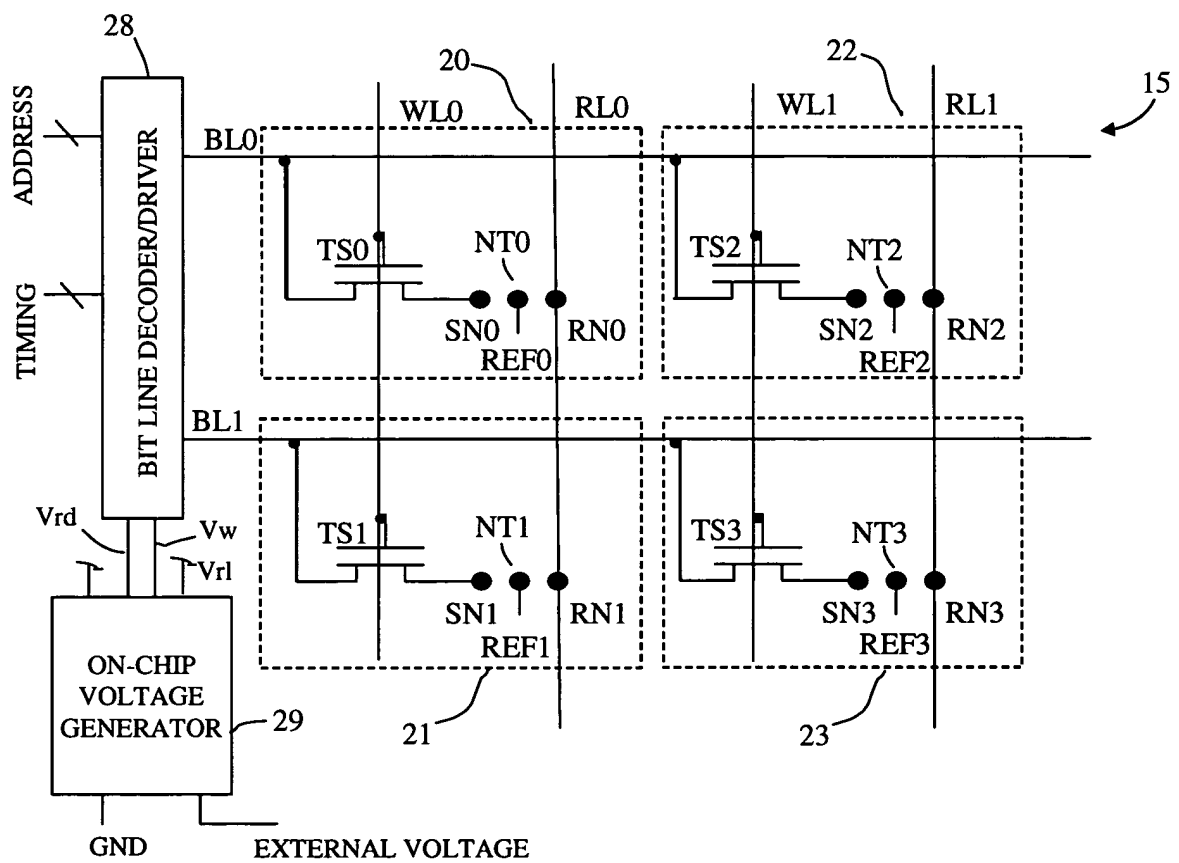 28
20
22
15
WL0
RL0
WL1
RL1
ADDRESS
BL0
TS0
NT0
TS2
NT2
BIT LINE DECODER/DRIVER
TIMING
SN0
RN0
SN2
RN2
REF0
REF2
BL1
Vrd
Vw
TS1
NT1
TS3
NT3
Vrl
SN1
RN1
SN3
RN3
REF1
REF3
ON-CHIP
VOLTAGE
GENERATOR
29
21
23
GND
EXTERNAL VOLTAGE